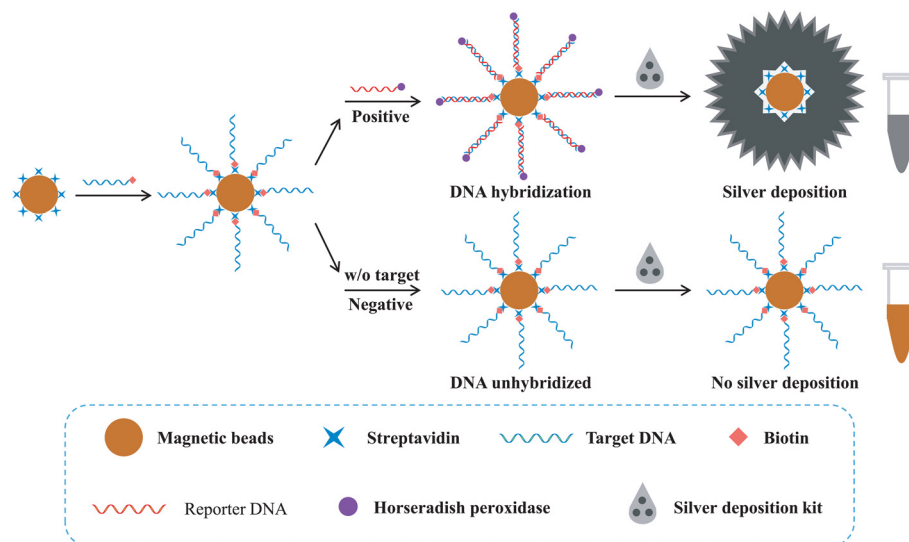 Positive
DNA hybridization
Silver deposition
w/o target
Negative
DNA unhybridized
No silver deposition
Magnetic beads
Streptavidin
Target DNA
Biotin
Reporter DNA
Horseradish peroxidase
Silver deposition kit